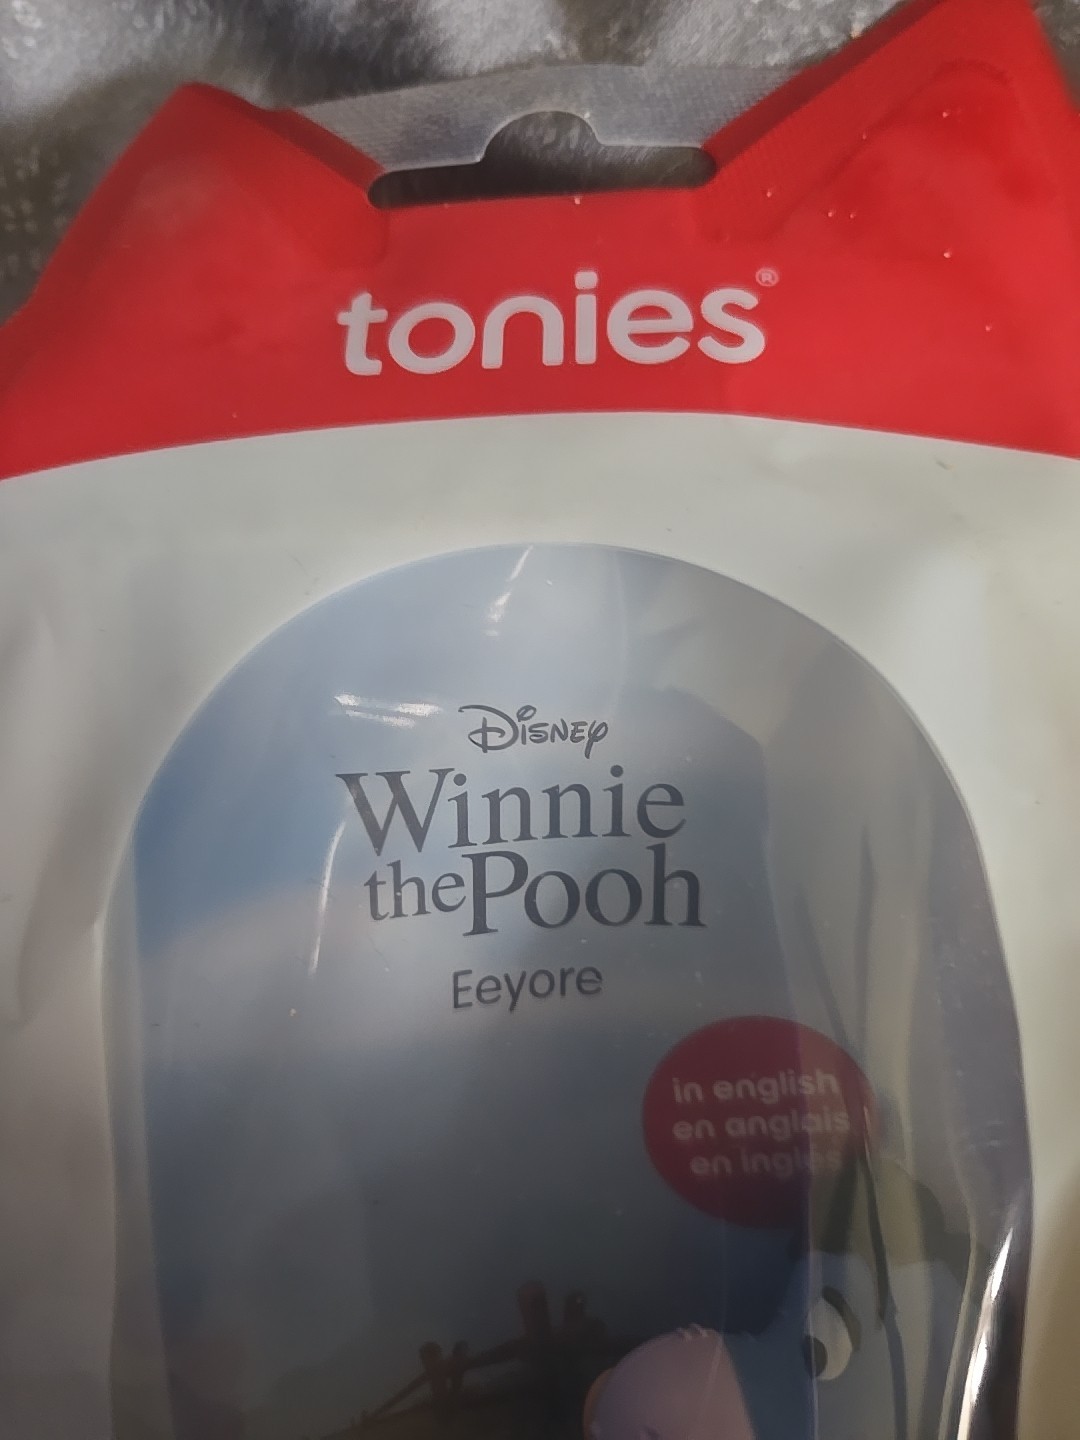 tonies®
Disney
Winnie
the Pooh
Eeyore
in english
en anglais
en inglés